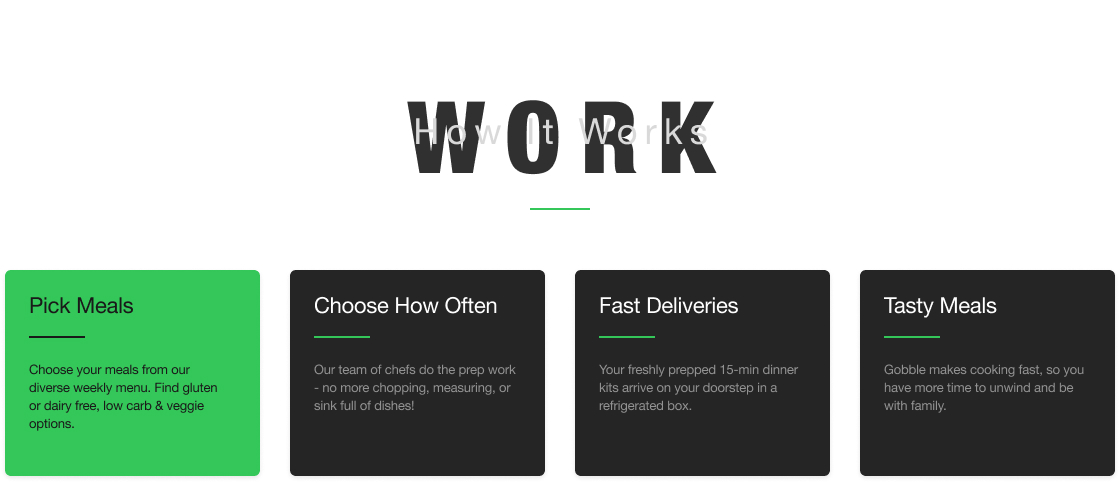 WORK
How It Works
Pick Meals
Choose your meals from our
diverse weekly menu. Find gluten
or dairy free, low carb & veggie
options.
Choose How Often
Our team of chefs do the prep work
- no more chopping, measuring, or
sink full of dishes!
Fast Deliveries
Your freshly prepped 15-min dinner
kits arrive on your doorstep in a
refrigerated box.
Tasty Meals
Gobble makes cooking fast, so you
have more time to unwind and be
with family.